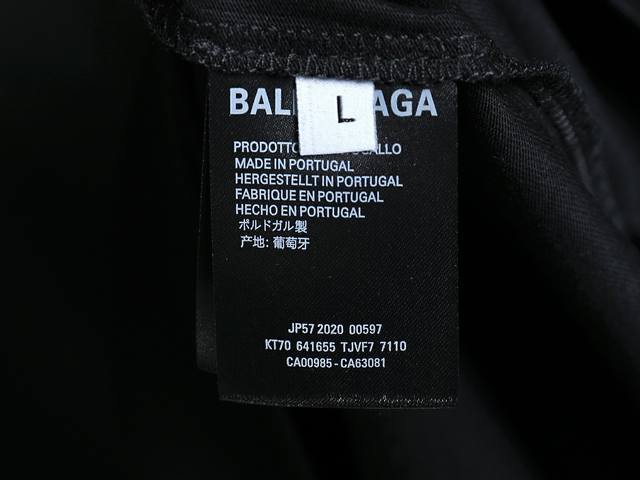 BAL AGA
L
PRODOTTO GALLO
MADE IN PORTUGAL
HERGESTELLT IN PORTUGAL
FABRIQUE EN PORTUGAL
HECHO EN PORTUGAL
ポルドガル製
产地: 葡萄牙
JP57 2020 00597
KT70 641655 TJVF7 7110
CA00985-CA63081